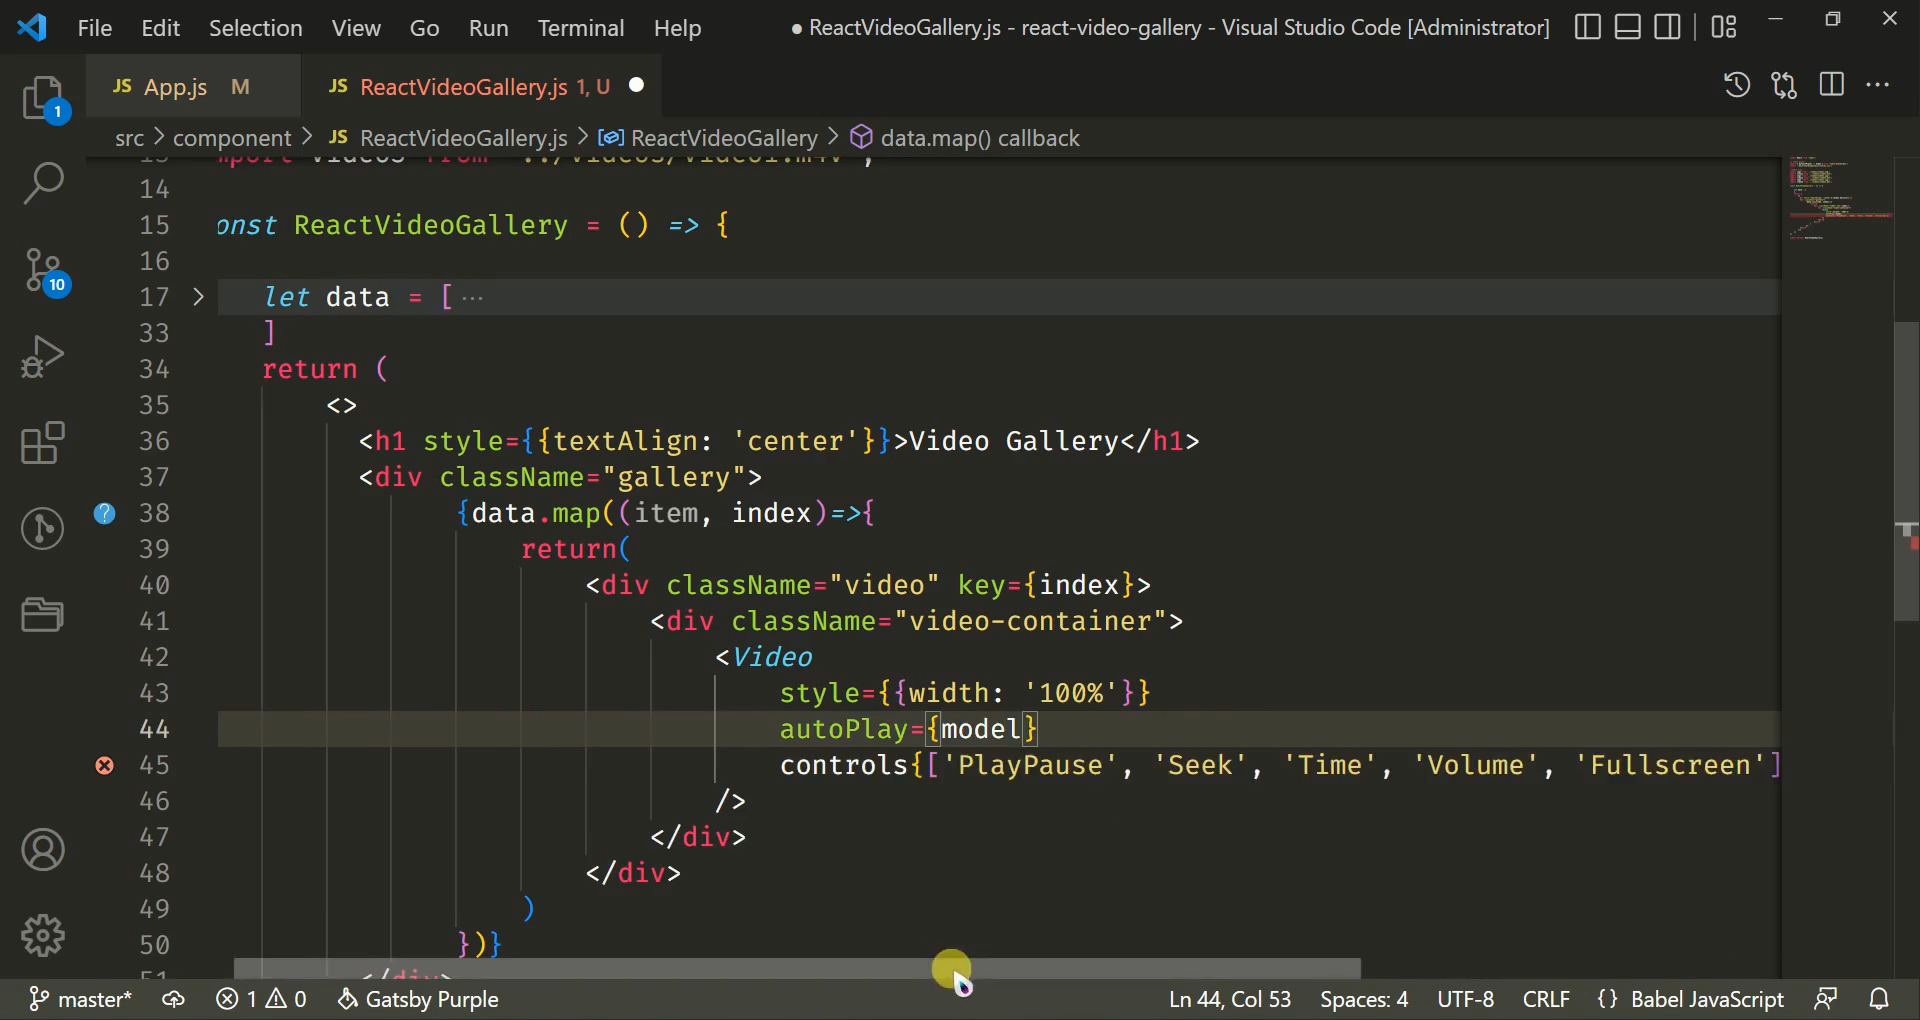 File Edit Selection View Go Run Terminal Help ● ReactVideoGallery.js - react-video-gallery - Visual Studio Code [Administrator]
JS App.js M JS ReactVideoGallery.js 1, U
1
src > component > JS ReactVideoGallery.js > ReactVideoGallery > data.map() callback
14
15 onst ReactVideoGallery = () => {
16
17 let data = [ ···
33 ]
34 return (
35 <>
36 <h1 style={{textAlign: 'center'}}>Video Gallery</h1>
37 <div className="gallery">
38 {data.map((item, index)=>{
39 return(
40 <div className="video" key={index}>
41 <div className="video-container">
42 <Video
43 style={{width: '100%'}}
44 autoPlay={model}
45 controls{['PlayPause', 'Seek', 'Time', 'Volume', 'Fullscreen']
46 />
47 </div>
48 </div>
49 )
50 })}
51 </div>
10
master* 1 0 Gatsby Purple Ln 44, Col 53 Spaces: 4 UTF-8 CRLF {} Babel JavaScript